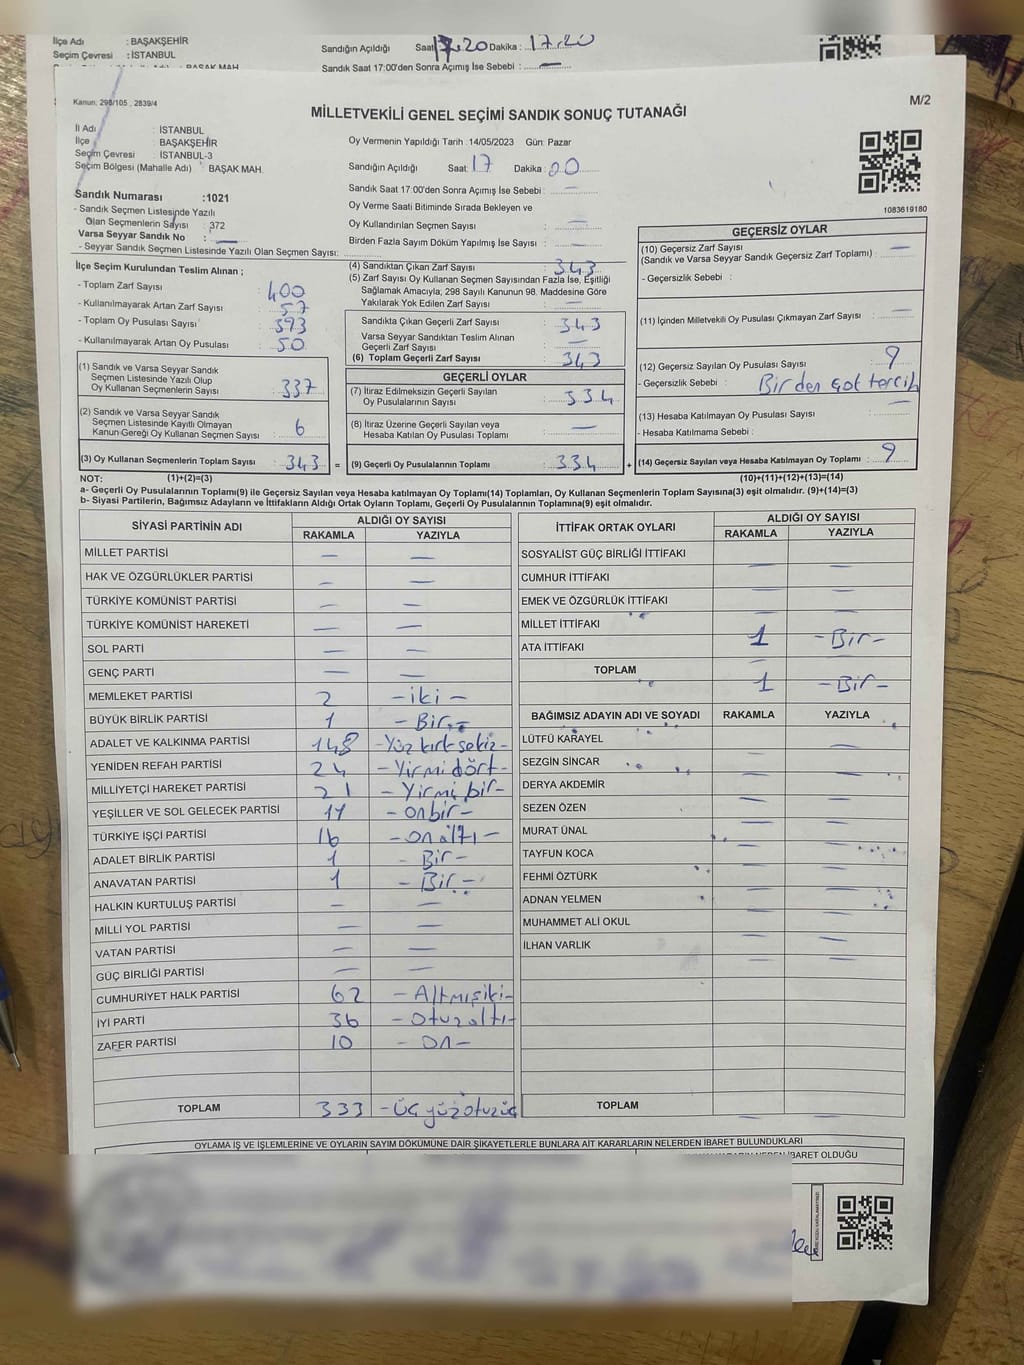 İlçe Adı : BAŞAKŞEHİR
Seçim Çevresi : İSTANBUL
Sandığın Açıldığı Saat 17.20 Dakika : 17.20
Sandık Saat 17:00'den Sonra Açımış İse Sebebi : —
BAŞAK MAH
Kanun: 298/105 , 2839/4
M/2
MİLLETVEKİLİ GENEL SEÇİMİ SANDIK SONUÇ TUTANAĞI
İl Adı : İSTANBUL
İlçe : BAŞAKŞEHİR
Seçim Çevresi : İSTANBUL-3
Seçim Bölgesi (Mahalle Adı) : BAŞAK MAH.
Oy Vermenin Yapıldığı Tarih :14/05/2023 Gün: Pazar
Sandığın Açıldığı Saat: 17 Dakika : 00
Sandık Saat 17:00'den Sonra Açımış İse Sebebi : —
Oy Verme Saati Bitiminde Sırada Bekleyen ve
Oy Kullandırılan Seçmen Sayısı : —
Birden Fazla Sayım Döküm Yapılmış İse Sayısı : —
Sandık Numarası :1021
- Sandık Seçmen Listesinde Yazılı
Olan Seçmenlerin Sayısı : 372
Varsa Seyyar Sandık No : —
- Seyyar Sandık Seçmen Listesinde Yazılı Olan Seçmen Sayısı:
1083619180
İlçe Seçim Kurulundan Teslim Alınan ;
- Toplam Zarf Sayısı : 400
- Kullanılmayarak Artan Zarf Sayısı : 57
- Toplam Oy Pusulası Sayısı : 393
- Kullanılmayarak Artan Oy Pusulası : 50
(1) Sandık ve Varsa Seyyar Sandık
Seçmen Listesinde Yazılı Olup
Oy Kullanan Seçmenlerin Sayısı : 337
(2) Sandık ve Varsa Seyyar Sandık
Seçmen Listesinde Kayıtlı Olmayan
Kanun Gereği Oy Kullanan Seçmen Sayısı : 6
(3) Oy Kullanan Seçmenlerin Toplam Sayısı : 343 =
(4) Sandıktan Çıkan Zarf Sayısı : 343
(5) Zarf Sayısı Oy Kullanan Seçmen Sayısından Fazla İse, Eşitliği
Sağlamak Amacıyla; 298 Sayılı Kanunun 98. Maddesine Göre
Yakılarak Yok Edilen Zarf Sayısı : —
Sandıkta Çıkan Geçerli Zarf Sayısı : 343
Varsa Seyyar Sandıktan Teslim Alınan
Geçerli Zarf Sayısı : —
(6) Toplam Geçerli Zarf Sayısı : 343
GEÇERLİ OYLAR
(7) İtiraz Edilmeksizin Geçerli Sayılan
Oy Pusulalarının Sayısı : 334
(8) İtiraz Üzerine Geçerli Sayılan veya
Hesaba Katılan Oy Pusulası Toplamı : —
(9) Geçerli Oy Pusulalarının Toplamı : 334 +
GEÇERSİZ OYLAR
(10) Geçersiz Zarf Sayısı : —
(Sandık ve Varsa Seyyar Sandık Geçersiz Zarf Toplamı)
- Geçersizlik Sebebi :
(11) İçinden Milletvekili Oy Pusulası Çıkmayan Zarf Sayısı : —
(12) Geçersiz Sayılan Oy Pusulası Sayısı : 9
- Geçersizlik Sebebi : Birden çok tercih
(13) Hesaba Katılmayan Oy Pusulası Sayısı : —
- Hesaba Katılmama Sebebi :
(14) Geçersiz Sayılan veya Hesaba Katılmayan Oy Toplamı : 9
NOT: (1)+(2)=(3) (10)+(11)+(12)+(13)=(14)
a- Geçerli Oy Pusulalarının Toplamı(9) ile Geçersiz Sayılan veya Hesaba katılmayan Oy Toplamı(14) Toplamları, Oy Kullanan Seçmenlerin Toplam Sayısına(3) eşit olmalıdır. (9)+(14)=(3)
b- Siyasi Partilerin, Bağımsız Adayların ve İttifakların Aldığı Ortak Oyların Toplamı, Geçerli Oy Pusulalarının Toplamına(9) eşit olmalıdır.
SİYASİ PARTİNİN ADI ALDIĞI OY SAYISI
RAKAMLA YAZIYLA
MİLLET PARTİSİ — —
HAK VE ÖZGÜRLÜKLER PARTİSİ — —
TÜRKİYE KOMÜNİST PARTİSİ — —
TÜRKİYE KOMÜNİST HAREKETİ — —
SOL PARTİ — —
GENÇ PARTİ — —
MEMLEKET PARTİSİ 2 -iki-
BÜYÜK BİRLİK PARTİSİ 1 -Bir-
ADALET VE KALKINMA PARTİSİ 148 -Yüz kırk sekiz-
YENİDEN REFAH PARTİSİ 24 -Yirmi dört-
MİLLİYETÇİ HAREKET PARTİSİ 21 -Yirmi bir-
YEŞİLLER VE SOL GELECEK PARTİSİ 11 -onbir-
TÜRKİYE İŞÇİ PARTİSİ 16 -on altı-
ADALET BİRLİK PARTİSİ 1 -Bir-
ANAVATAN PARTİSİ 1 -Bir-
HALKIN KURTULUŞ PARTİSİ — —
MİLLİ YOL PARTİSİ — —
VATAN PARTİSİ — —
GÜÇ BİRLİĞİ PARTİSİ — —
CUMHURİYET HALK PARTİSİ 62 -Altmışiki-
İYİ PARTİ 36 -Otuzaltı-
ZAFER PARTİSİ 10 -On-
TOPLAM 333 -Üç yüz otuzüç
İTTİFAK ORTAK OYLARI ALDIĞI OY SAYISI
RAKAMLA YAZIYLA
SOSYALİST GÜÇ BİRLİĞİ İTTİFAKI — —
CUMHUR İTTİFAKI — —
EMEK VE ÖZGÜRLÜK İTTİFAKI — —
MİLLET İTTİFAKI 1 -Bir-
ATA İTTİFAKI —
TOPLAM 1 -Bir-
BAĞIMSIZ ADAYIN ADI VE SOYADI RAKAMLA YAZIYLA
LÜTFÜ KARAYEL — —
SEZGİN SİNCAR — —
DERYA AKDEMİR — —
SEZEN ÖZEN — —
MURAT ÜNAL — —
TAYFUN KOCA — —
FEHMİ ÖZTÜRK — —
ADNAN YELMEN — —
MUHAMMET ALİ OKUL — —
İLHAN VARLIK — —
TOPLAM — —
OYLAMA İŞ VE İŞLEMLERİNE VE OYLARIN SAYIM DÖKÜMÜNE DAİR ŞİKAYETLERLE BUNLARA AİT KARARLARIN NELERDEN İBARET BULUNDUKLARI
İBARET OLDUĞU